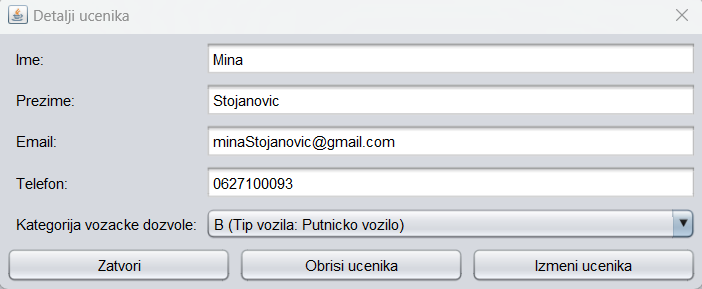 Detalji ucenika
Ime: Mina
Prezime: Stojanovic
Email: minaStojanovic@gmail.com
Telefon: 0627100093
Kategorija vozacke dozvole: B (Tip vozila: Putnicko vozilo)
Zatvori Obrisi ucenika Izmeni ucenika